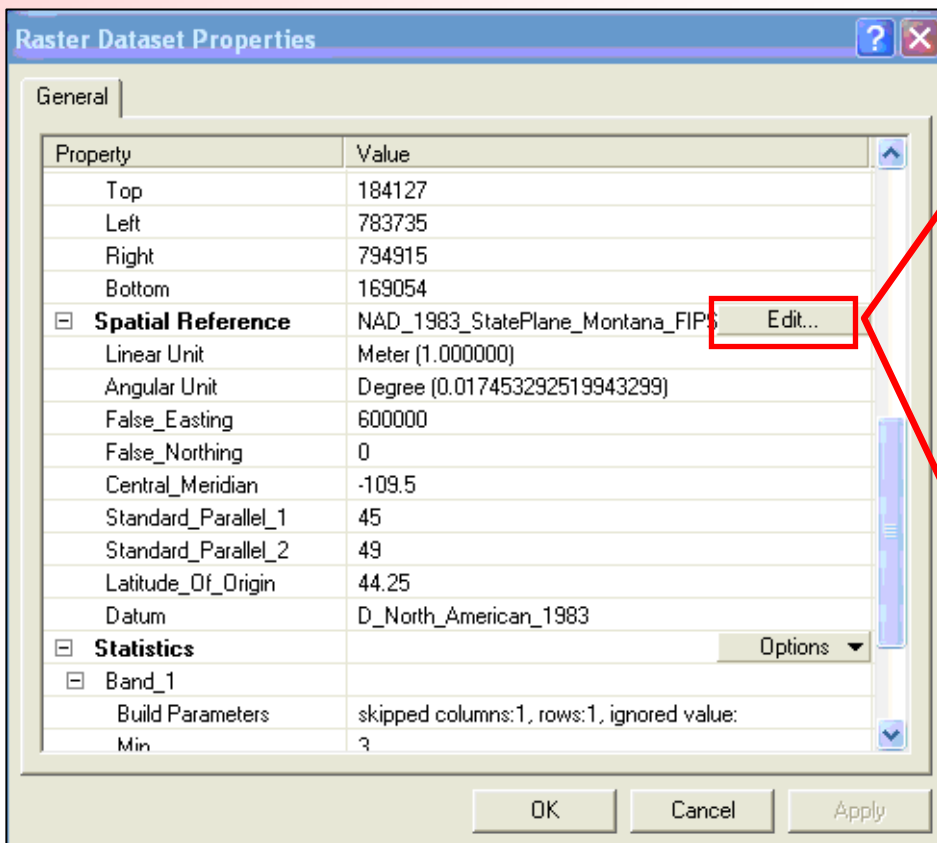 Raster Dataset Properties
General
Property Value
Top 184127
Left 783735
Right 794915
Bottom 169054
Spatial Reference NAD_1983_StatePlane_Montana_FIPS Edit...
Linear Unit Meter (1.000000)
Angular Unit Degree (0.017453292519943299)
False_Easting 600000
False_Northing 0
Central_Meridian -109.5
Standard_Parallel_1 45
Standard_Parallel_2 49
Latitude_Of_Origin 44.25
Datum D_North_American_1983
Statistics Options
Band_1
Build Parameters skipped columns:1, rows:1, ignored value:
Min 3
OK Cancel Apply